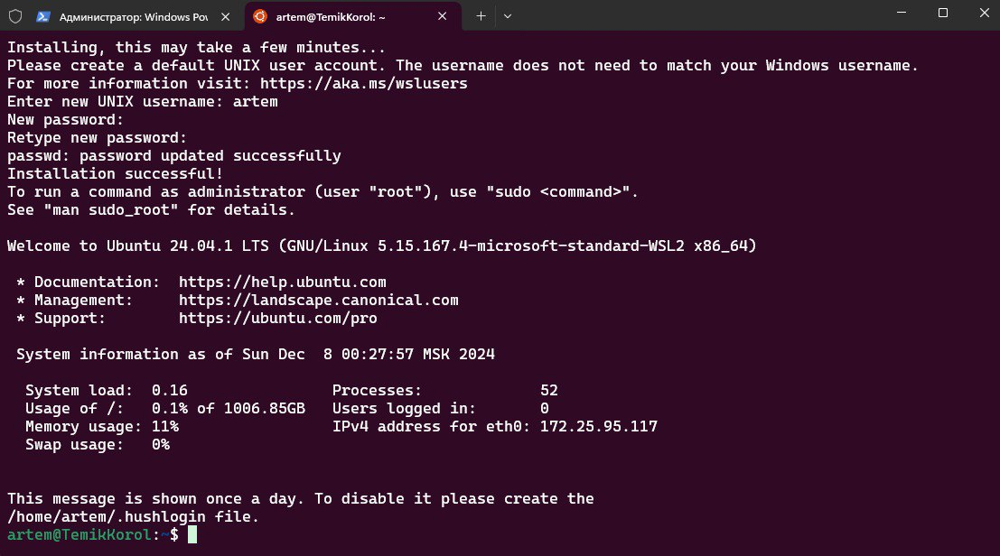 Администратор: Windows Pov
artem@TemikKorol: ~
Installing, this may take a few minutes...
Please create a default UNIX user account. The username does not need to match your Windows username.
For more information visit: https://aka.ms/wslusers
Enter new UNIX username: artem
New password:
Retype new password:
passwd: password updated successfully
Installation successful!
To run a command as administrator (user "root"), use "sudo <command>".
See "man sudo_root" for details.
Welcome to Ubuntu 24.04.1 LTS (GNU/Linux 5.15.167.4-microsoft-standard-WSL2 x86_64)
* Documentation:  https://help.ubuntu.com
* Management:     https://landscape.canonical.com
* Support:        https://ubuntu.com/pro
System information as of Sun Dec  8 00:27:57 MSK 2024
System load:  0.16                Processes:             52
Usage of /:   0.1% of 1006.85GB   Users logged in:       0
Memory usage: 11%                 IPv4 address for eth0: 172.25.95.117
Swap usage:   0%
This message is shown once a day. To disable it please create the
/home/artem/.hushlogin file.
artem@TemikKorol:~$